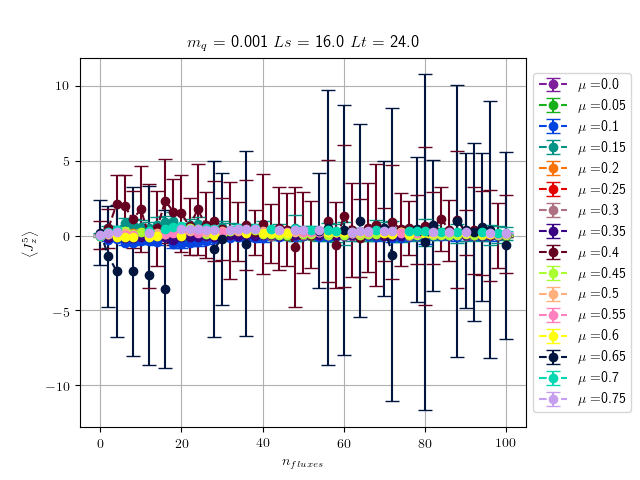 m_q = 0.001 Ls = 16.0 Lt = 24.0
⟨J_z^5⟩
10
5
0
−5
−10
0 20 40 60 80 100
n_fluxes
μ =0.0
μ =0.05
μ =0.1
μ =0.15
μ =0.2
μ =0.25
μ =0.3
μ =0.35
μ =0.4
μ =0.45
μ =0.5
μ =0.55
μ =0.6
μ =0.65
μ =0.7
μ =0.75